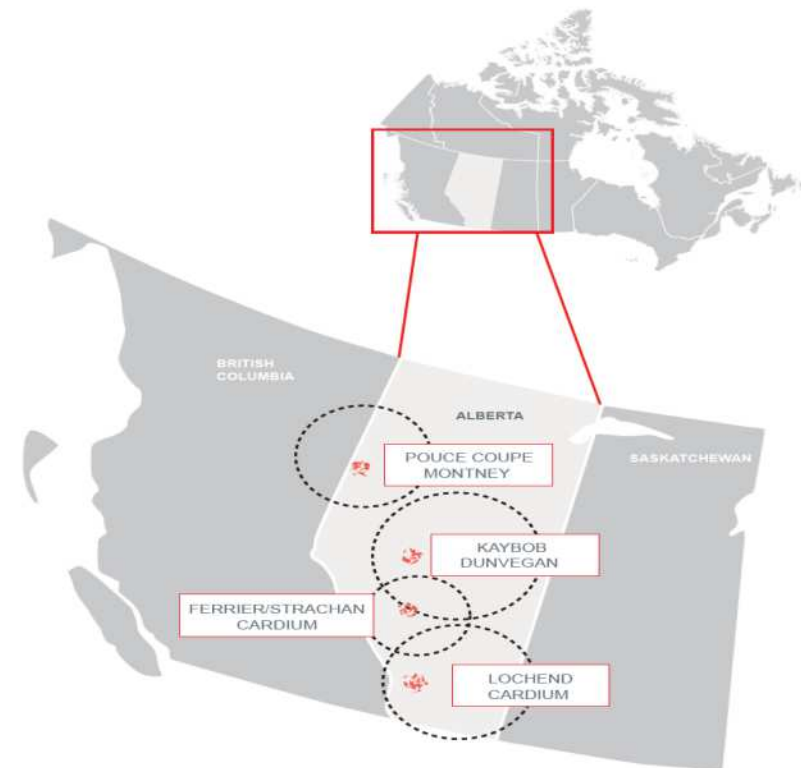 BRITISH
COLUMBIA
ALBERTA
SASKATCHEWAN
POUCE COUPE
MONTNEY
KAYBOB
DUNVEGAN
FERRIER/STRACHAN
CARDIUM
LOCHEND
CARDIUM